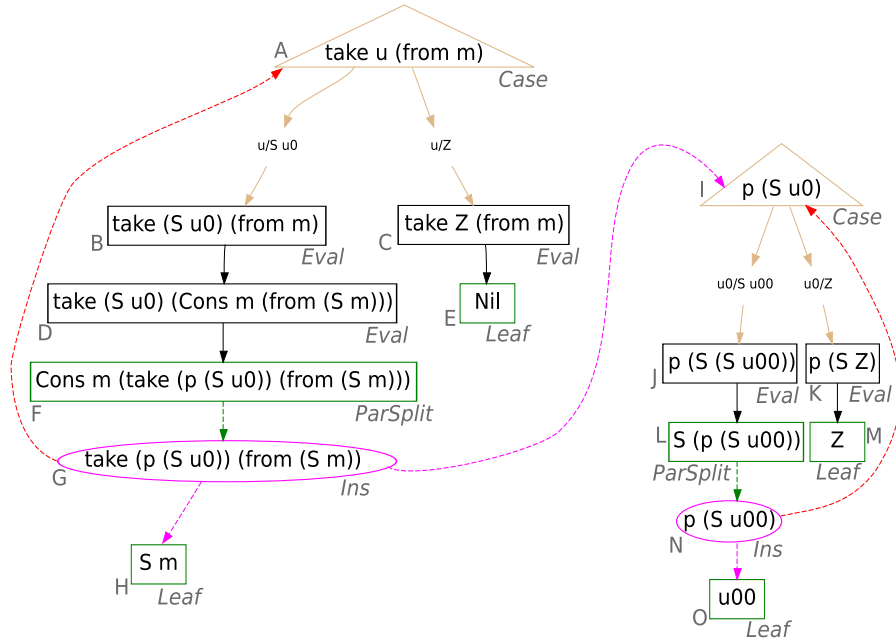 A
take u (from m)
Case
u/S u0
u/Z
I
p (S u0)
Case
take (S u0) (from m)
B
Eval
take Z (from m)
C
Eval
u0/S u00
u0/Z
take (S u0) (Cons m (from (S m)))
D
Eval
Nil
E
Leaf
p (S (S u00))
J
Eval
p (S Z)
K
Eval
Cons m (take (p (S u0)) (from (S m)))
F
ParSplit
L
S (p (S u00))
ParSplit
Z
M
Leaf
take (p (S u0)) (from (S m))
G
Ins
p (S u00)
N
Ins
S m
H
Leaf
u00
O
Leaf